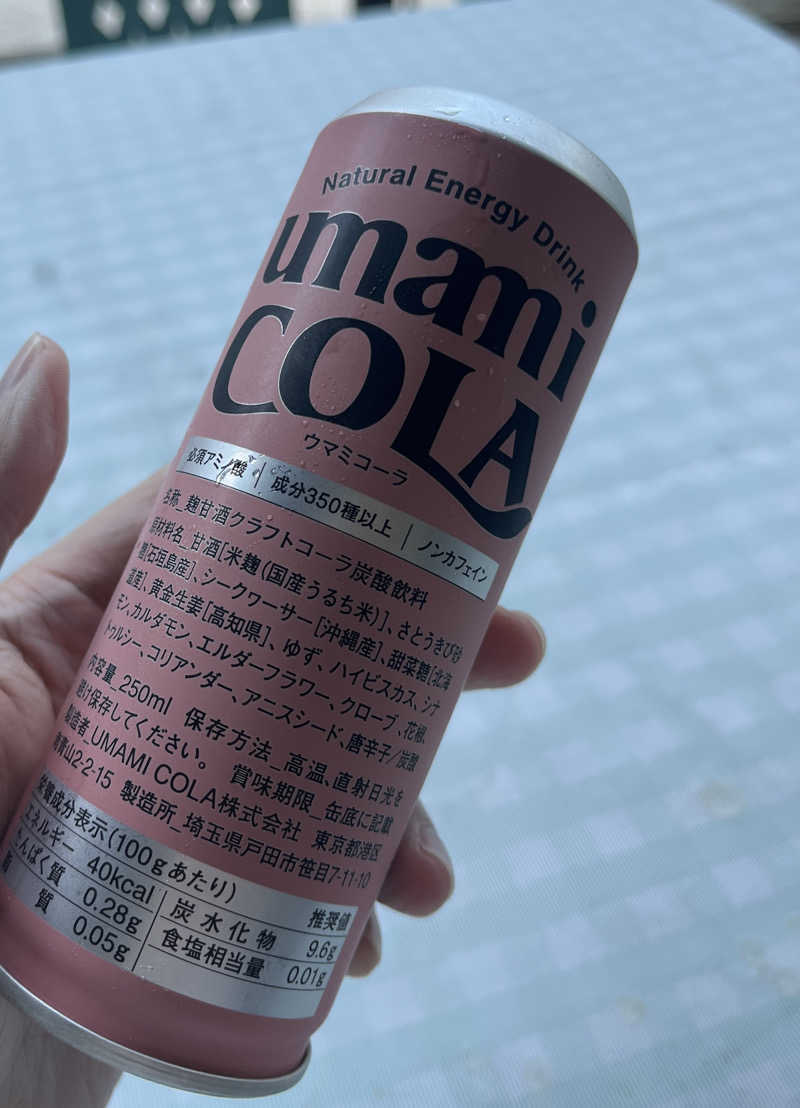 Natural Energy Drink
umami
COLA
ウマミコーラ
必須アミノ酸 | 成分350種以上 | ノンカフェイン
名称_麹甘酒クラフトコーラ炭酸飲料
原材料名_甘酒[米麹(国産うるち米)]、さとうきび砂
糖[石垣島産]、シークヮーサー[沖縄産]、甜菜糖[北海
道産]、黄金生姜[高知県]、ゆず、ハイビスカス、シナ
モン、カルダモン、エルダーフラワー、クローブ、花椒、
トゥルシー、コリアンダー、アニスシード、唐辛子/炭酸
内容量_250ml 保存方法_高温、直射日光を
避け保存してください。 賞味期限_缶底に記載
製造者_UMAMI COLA株式会社 東京都港区
南青山2-2-15 製造所_埼玉県戸田市笹目7-11-10
栄養成分表示(100gあたり) 推奨値
エネルギー 40kcal 炭水化物 9.6g
たんぱく質 0.28g 食塩相当量 0.01g
脂質 0.05g